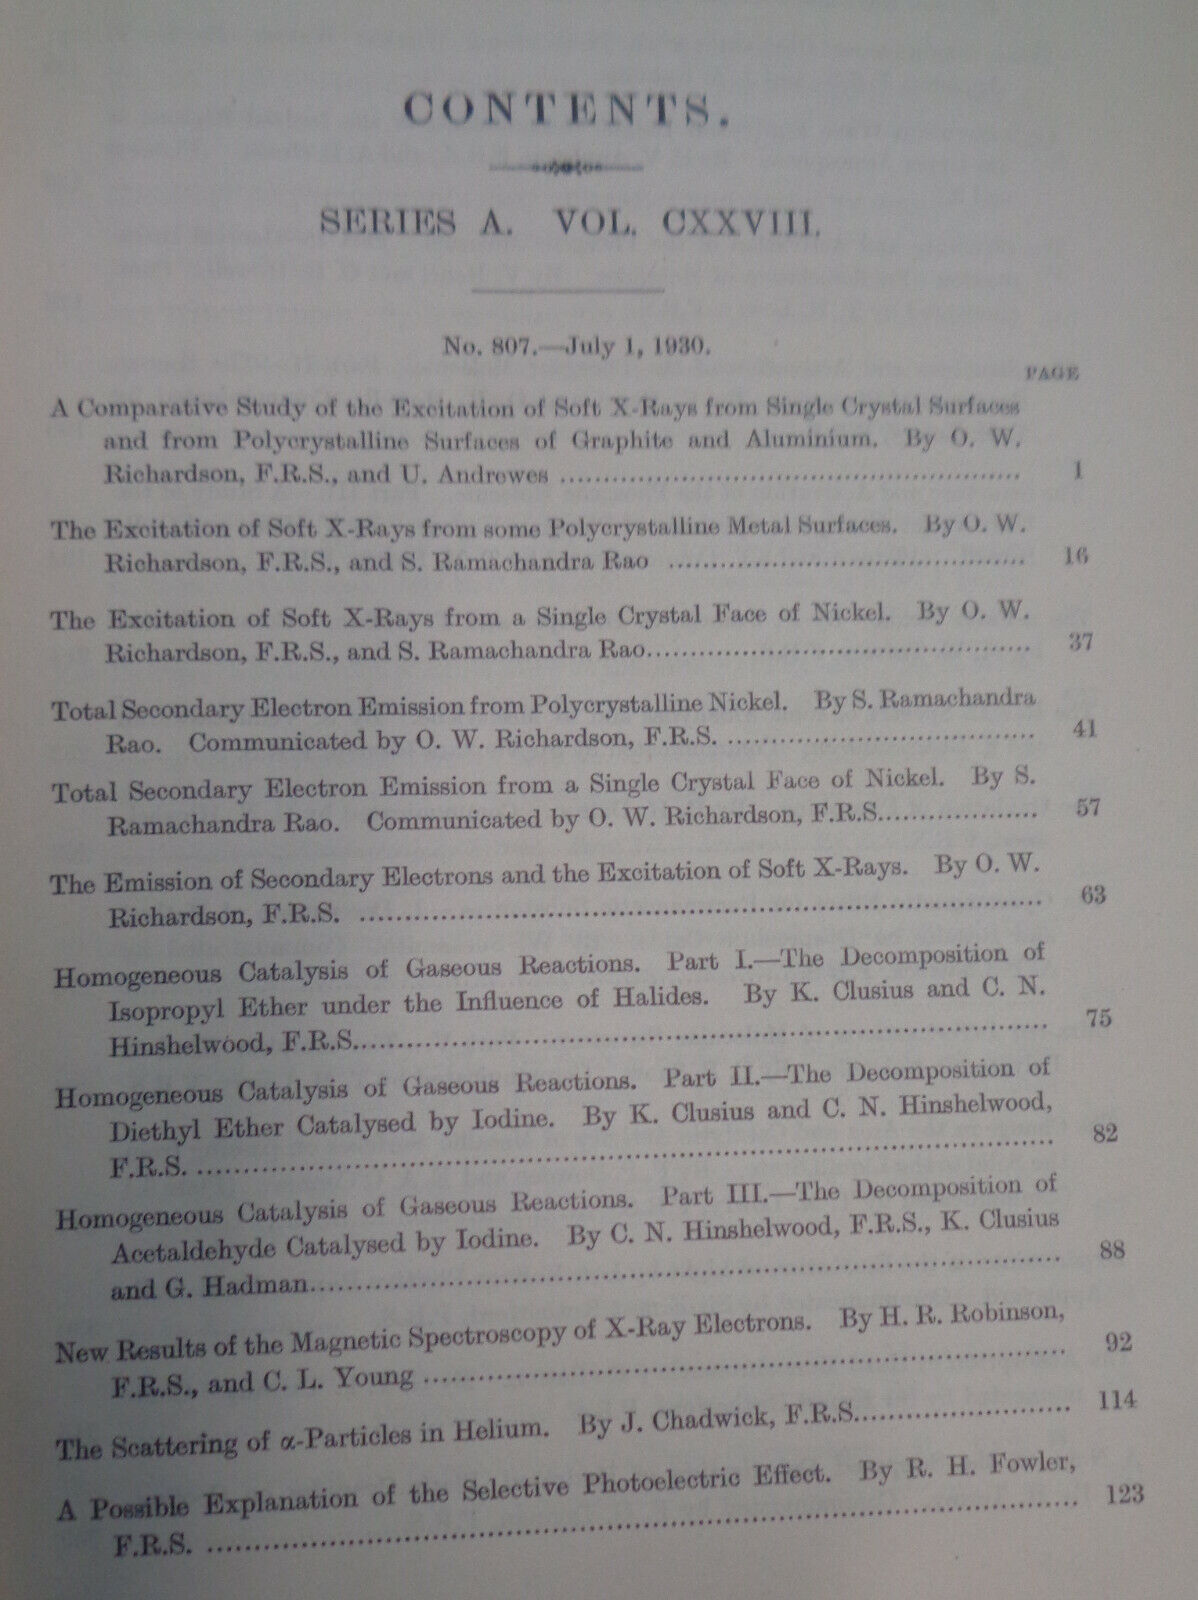 CONTENTS.
SERIES A. VOL. CXXVIII.
No. 807.—July 1, 1930.
PAGE
A Comparative Study of the Excitation of Soft X-Rays from Single Crystal Surfaces
and from Polycrystalline Surfaces of Graphite and Aluminium. By O. W.
Richardson, F.R.S., and U. Andrewes ........................................ 1
The Excitation of Soft X-Rays from some Polycrystalline Metal Surfaces. By O. W.
Richardson, F.R.S., and S. Ramachandra Rao ........................................ 16
The Excitation of Soft X-Rays from a Single Crystal Face of Nickel. By O. W.
Richardson, F.R.S., and S. Ramachandra Rao........................................ 37
Total Secondary Electron Emission from Polycrystalline Nickel. By S. Ramachandra
Rao. Communicated by O. W. Richardson, F.R.S. .................................... 41
Total Secondary Electron Emission from a Single Crystal Face of Nickel. By S.
Ramachandra Rao. Communicated by O. W. Richardson, F.R.S.................... 57
The Emission of Secondary Electrons and the Excitation of Soft X-Rays. By O. W.
Richardson, F.R.S. ........................................ 63
Homogeneous Catalysis of Gaseous Reactions. Part I.—The Decomposition of
Isopropyl Ether under the Influence of Halides. By K. Clusius and C. N.
Hinshelwood, F.R.S........................................ 75
Homogeneous Catalysis of Gaseous Reactions. Part II.—The Decomposition of
Diethyl Ether Catalysed by Iodine. By K. Clusius and C. N. Hinshelwood,
F.R.S. ........................................ 82
Homogeneous Catalysis of Gaseous Reactions. Part III.—The Decomposition of
Acetaldehyde Catalysed by Iodine. By C. N. Hinshelwood, F.R.S., K. Clusius
and G. Hadman........................................ 88
New Results of the Magnetic Spectroscopy of X-Ray Electrons. By H. R. Robinson,
F.R.S., and C. L. Young ........................................ 92
The Scattering of α-Particles in Helium. By J. Chadwick, F.R.S......................... 114
A Possible Explanation of the Selective Photoelectric Effect. By R. H. Fowler,
F.R.S. ........................................ 123